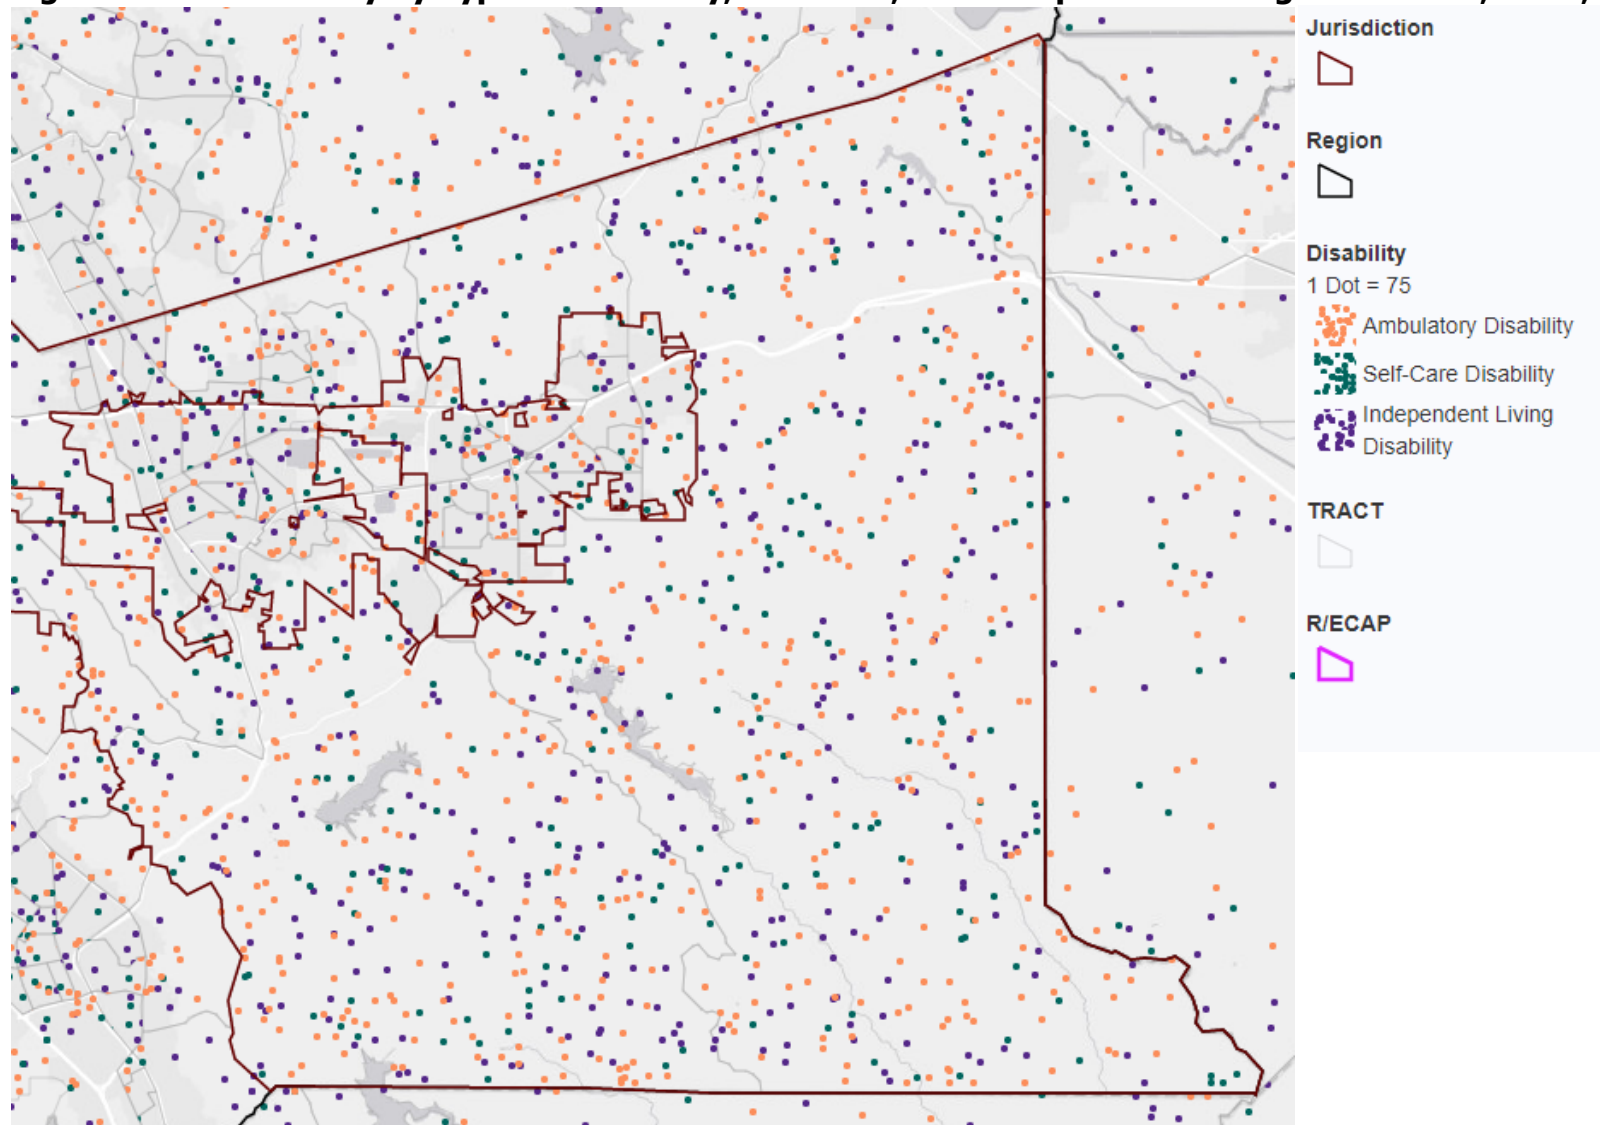 Jurisdiction
Region
Disability
1 Dot = 75
Ambulatory Disability
Self-Care Disability
Independent Living
Disability
TRACT
R/ECAP